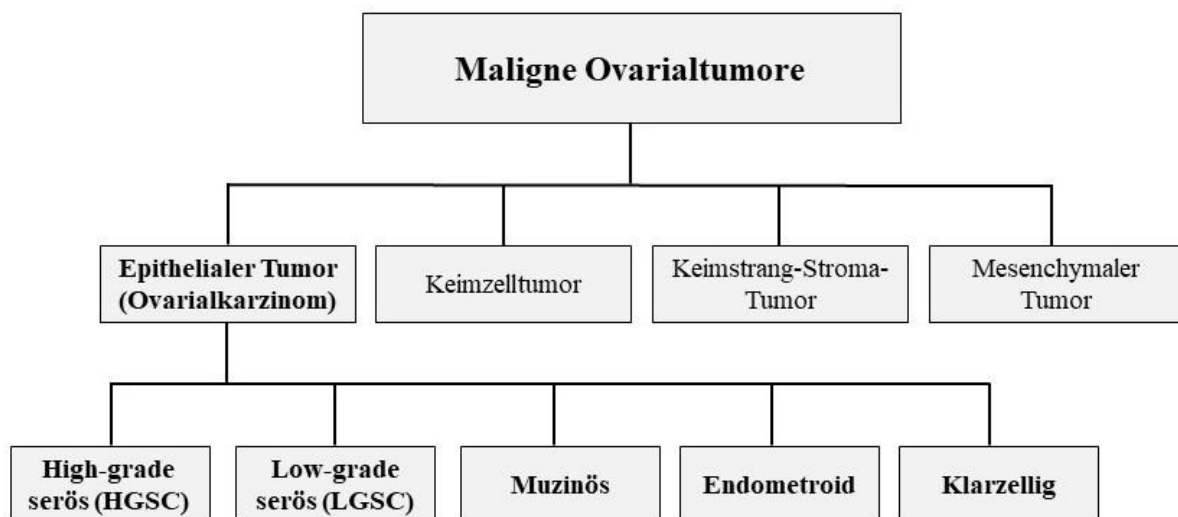 Maligne Ovarialtumore
Epithelialer Tumor
(Ovarialkarzinom)
Keimzelltumor
Keimstrang-Stroma-
Tumor
Mesenchymaler
Tumor
High-grade
serös (HGSC)
Low-grade
serös (LGSC)
Muzinös
Endometroid
Klarzellig